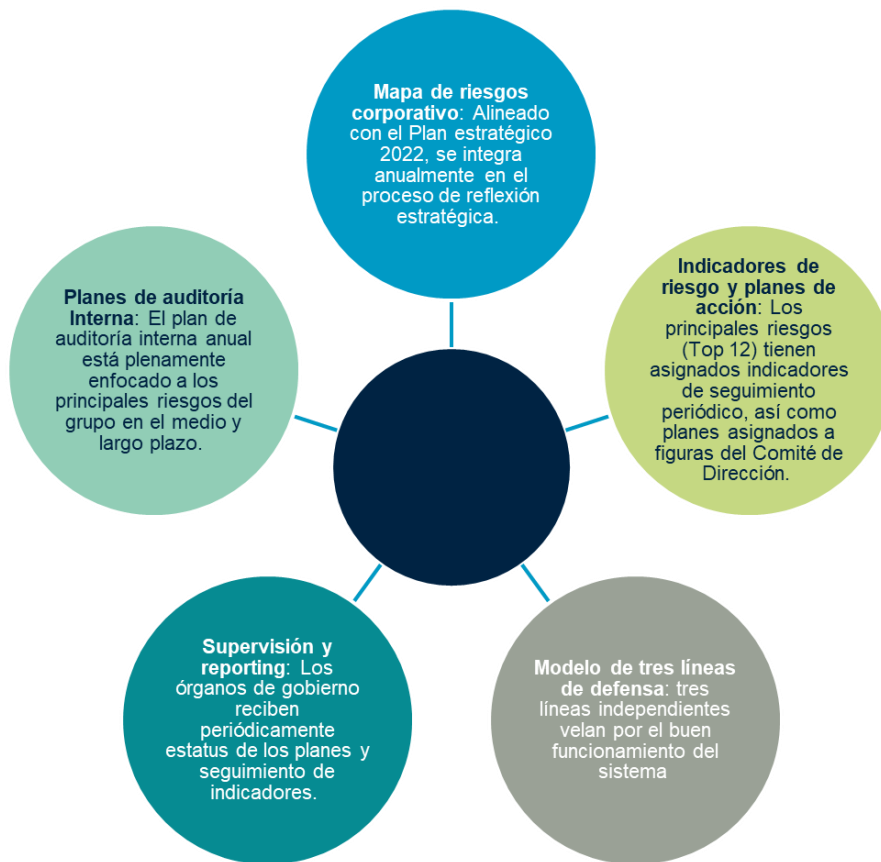 Mapa de riesgos
corporativo: Alineado
con el Plan estratégico
2022, se integra
anualmente en el
proceso de reflexión
estratégica.
Indicadores de
riesgo y planes de
acción: Los
principales riesgos
(Top 12) tienen
asignados indicadores
de seguimiento
periódico, así como
planes asignados a
figuras del Comité de
Dirección.
Modelo de tres líneas
de defensa: tres
líneas independientes
velan por el buen
funcionamiento del
sistema
Supervisión y
reporting: Los
órganos de gobierno
reciben
periódicamente
estatus de los planes y
seguimiento de
indicadores.
Planes de auditoría
Interna: El plan de
auditoría interna anual
está plenamente
enfocado a los
principales riesgos del
grupo en el medio y
largo plazo.